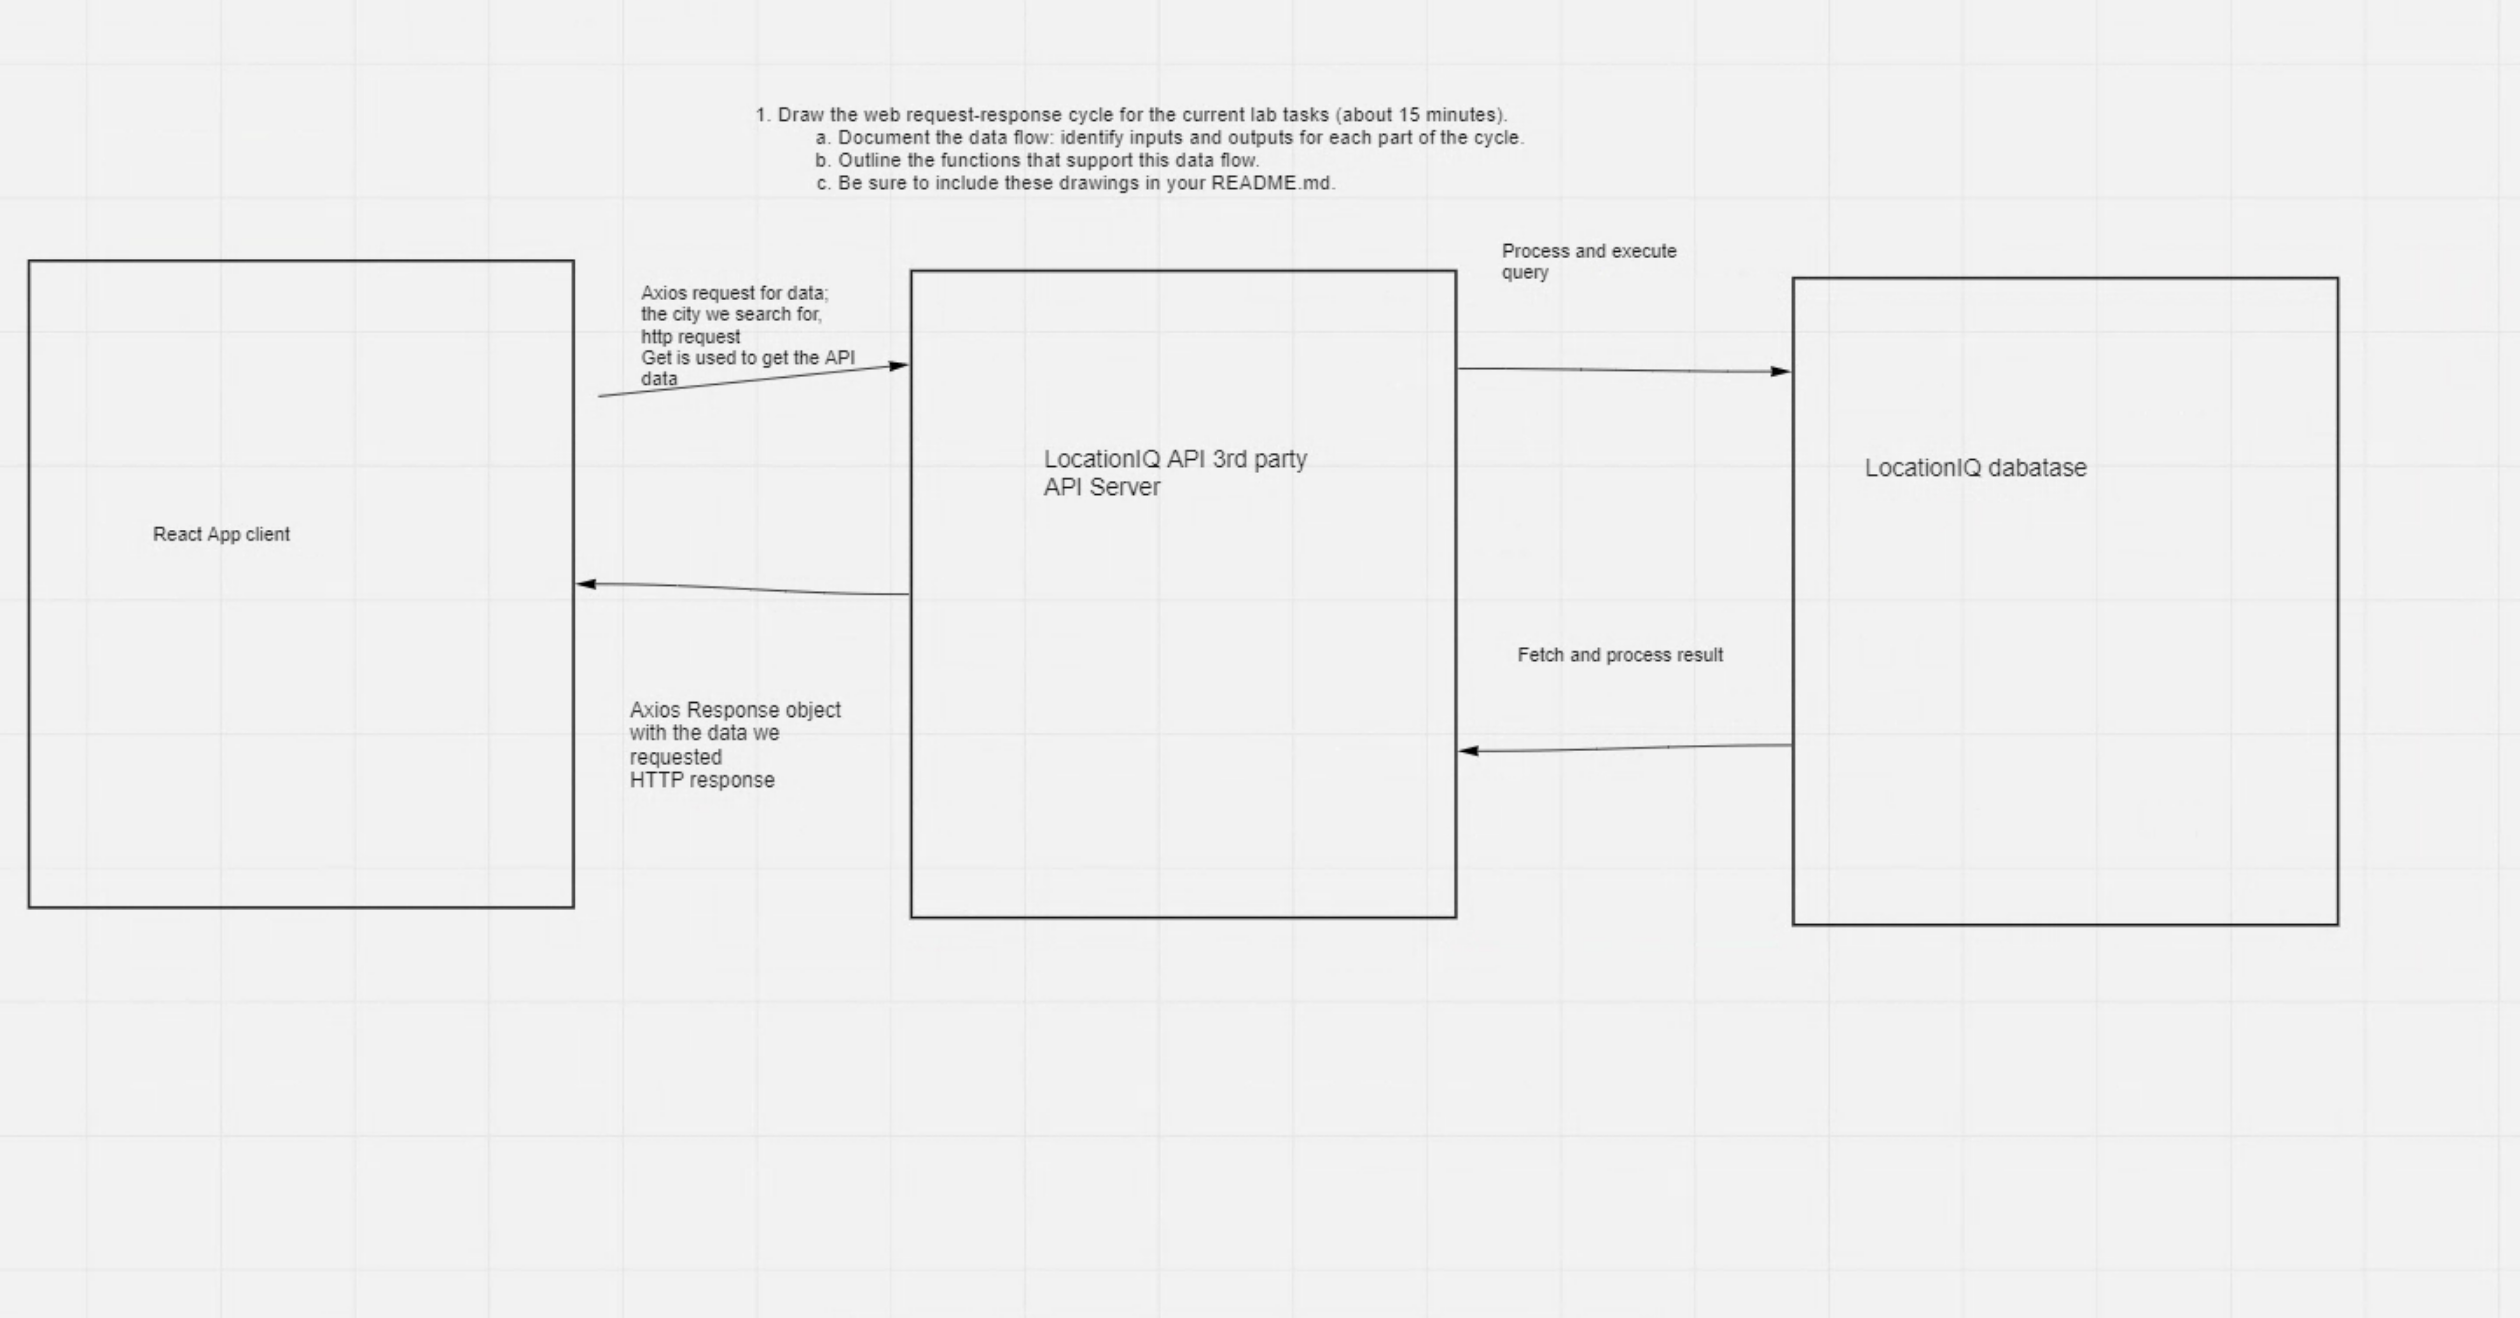 1. Draw the web request-response cycle for the current lab tasks (about 15 minutes).
a. Document the data flow: identify inputs and outputs for each part of the cycle.
b. Outline the functions that support this data flow.
c. Be sure to include these drawings in your README.md.
Axios request for data;
the city we search for,
http request
Get is used to get the API
data
Process and execute
query
React App client
LocationIQ API 3rd party
API Server
LocationIQ dabatase
Axios Response object
with the data we
requested
HTTP response
Fetch and process result